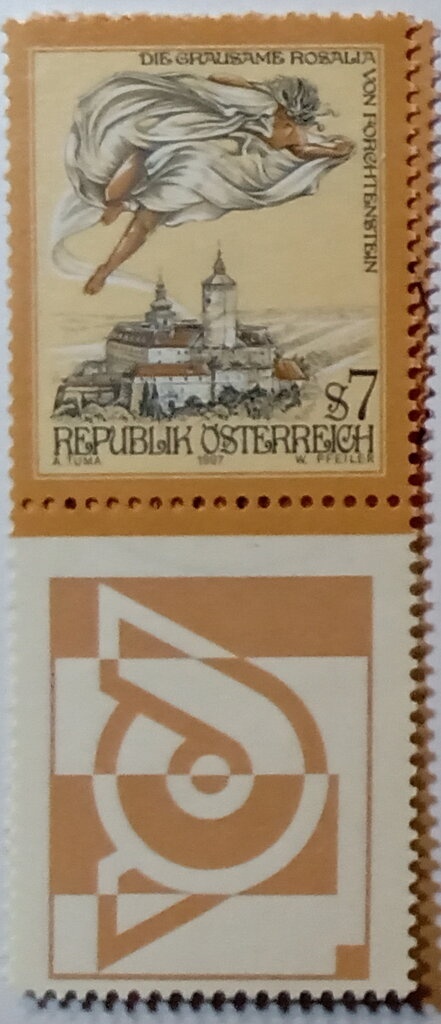 DIE GRAUSAME ROSALIA
VON FORCHTENSTEIN
S7
REPUBLIK ÖSTERREICH
A. TUMA 1997 W. PFEILER